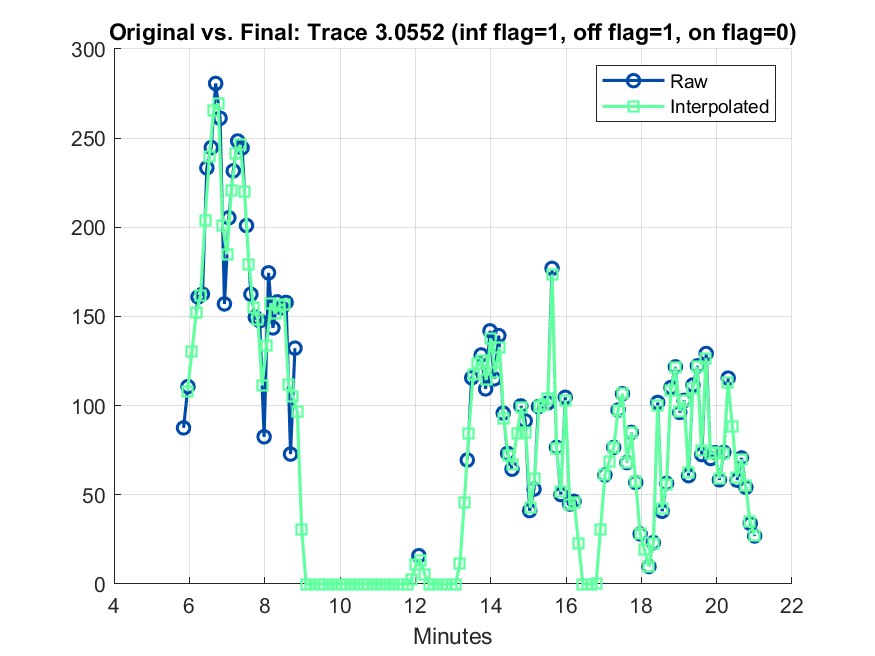 Original vs. Final: Trace 3.0552 (inf flag=1, off flag=1, on flag=0)
300
250
200
150
100
50
0
Raw
Interpolated
4 6 8 10 12 14 16 18 20 22
Minutes